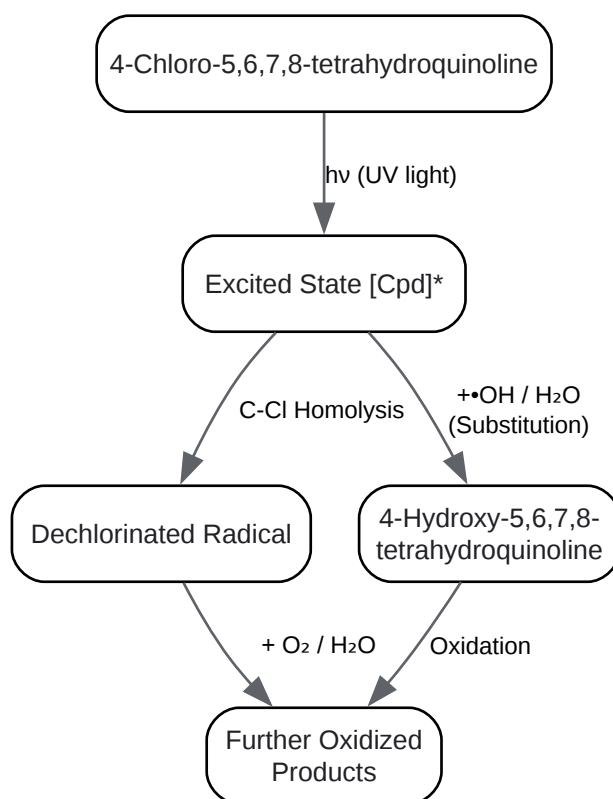 4-Chloro-5,6,7,8-tetrahydroquinoline
hν (UV light)
Excited State [Cpd]*
C-Cl Homolysis
+•OH / H₂O
(Substitution)
Dechlorinated Radical
4-Hydroxy-5,6,7,8-
tetrahydroquinoline
+ O₂ / H₂O
Oxidation
Further Oxidized
Products